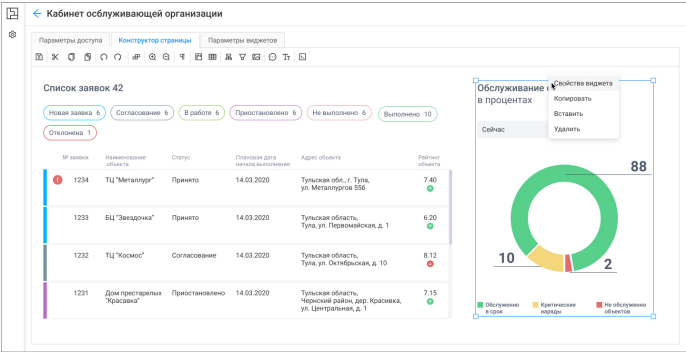 Кабинет обслуживающей организации
Параметры доступа
Конструктор страницы
Параметры виджетов
Список заявок 42
Новая заявка 6
Согласование 6
В работе 6
Приостановлено 6
Не выполнено 6
Выполнено 10
Отклонена 1
№ заявки
Наименование
объекта
Статус
Плановая дата
начала выполнения
Адрес объекта
Рейтинг
объекта
1234
ТЦ "Металлург"
Принято
14.03.2020
Тульская обл., г. Тула,
ул. Металлургов 55б
7.40
1233
БЦ "Звездочка"
Принято
14.03.2020
Тульская область,
Тула, ул. Первомайская, д. 1
6.20
1232
ТЦ "Космос"
Согласование
14.03.2020
Тульская область,
Тула, ул. Октябрьская, д. 10
8.12
1231
Дом престарелых
"Красавка"
Приостановлено
14.03.2020
Тульская область,
Чернский район, дер. Красивка,
ул. Центральная, д. 1
7.15
Обслуживание
в процентах
Свойства виджета
Копировать
Вставить
Удалить
Сейчас
88
10
2
Обслуженно
в срок
Критические
наряды
Не обслуженно
объектов